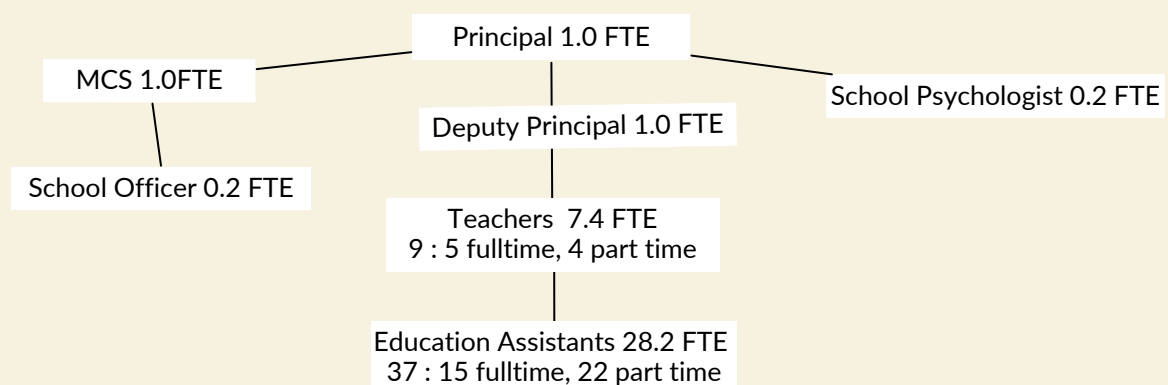 Principal 1.0 FTE
MCS 1.0FTE
School Psychologist 0.2 FTE
Deputy Principal 1.0 FTE
School Officer 0.2 FTE
Teachers 7.4 FTE
9 : 5 fulltime, 4 part time
Education Assistants 28.2 FTE
37 : 15 fulltime, 22 part time